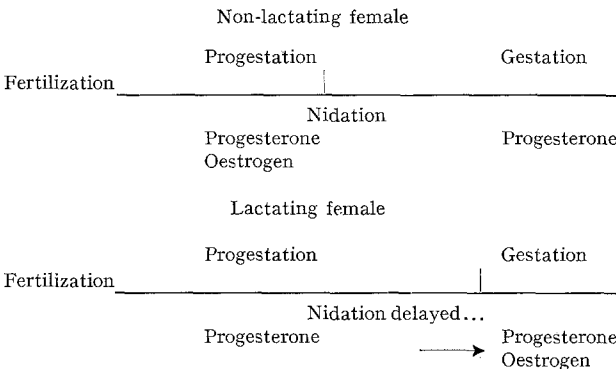 Non-lactating female
Progestation Gestation
Fertilization
Nidation
Progesterone Progesterone
Oestrogen
Lactating female
Progestation Gestation
Fertilization
Nidation delayed...
Progesterone Progesterone
Oestrogen